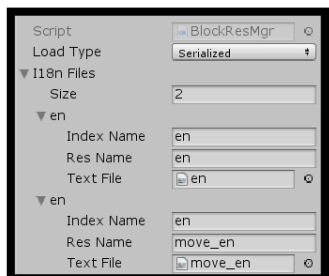 Script BlockResMgr
Load Type Serialized
I18n Files
Size 2
en
Index Name en
Res Name en
Text File en
en
Index Name en
Res Name move_en
Text File move_en